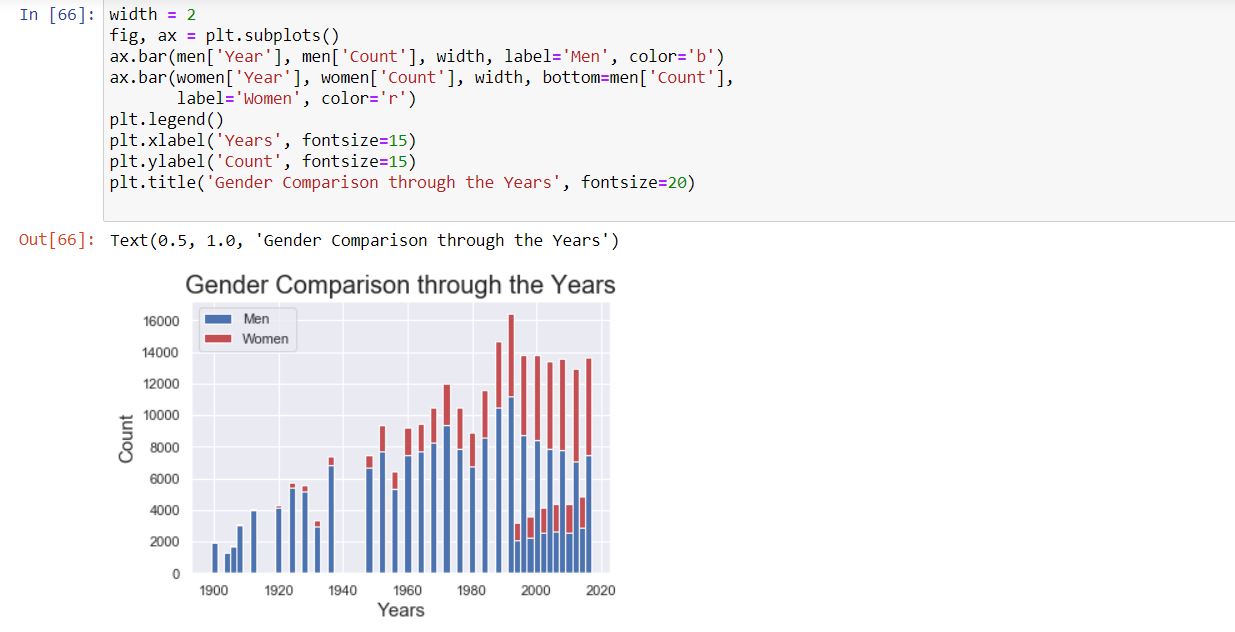 In [66]: width = 2
fig, ax = plt.subplots()
ax.bar(men['Year'], men['Count'], width, label='Men', color='b')
ax.bar(women['Year'], women['Count'], width, bottom=men['Count'],
       label='Women', color='r')
plt.legend()
plt.xlabel('Years', fontsize=15)
plt.ylabel('Count', fontsize=15)
plt.title('Gender Comparison through the Years', fontsize=20)
Out[66]: Text(0.5, 1.0, 'Gender Comparison through the Years')
Gender Comparison through the Years
Men
Women
16000
14000
12000
10000
8000
6000
4000
2000
0
Count
1900 1920 1940 1960 1980 2000 2020
Years